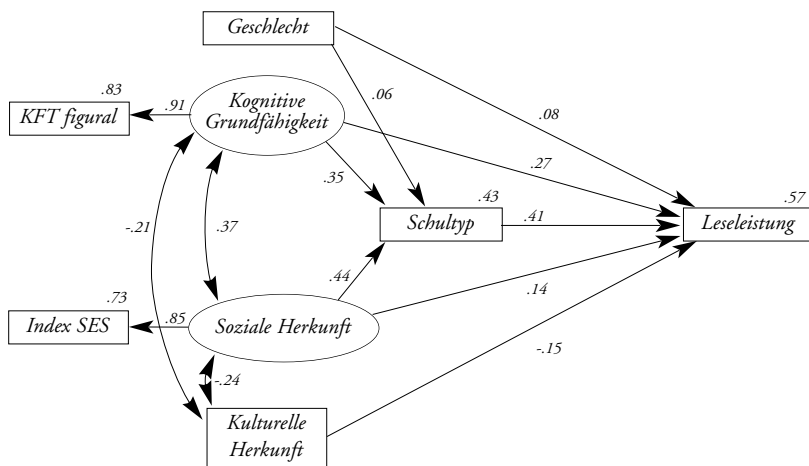 Geschlecht
.06
.08
.83
KFT figural
.91
Kognitive
Grundfähigkeit
.27
.35
-.21
.37
.43
Schultyp
.41
.57
Leseleistung
.44
.14
.73
Index SES
.85
Soziale Herkunft
-.15
-.24
Kulturelle
Herkunft